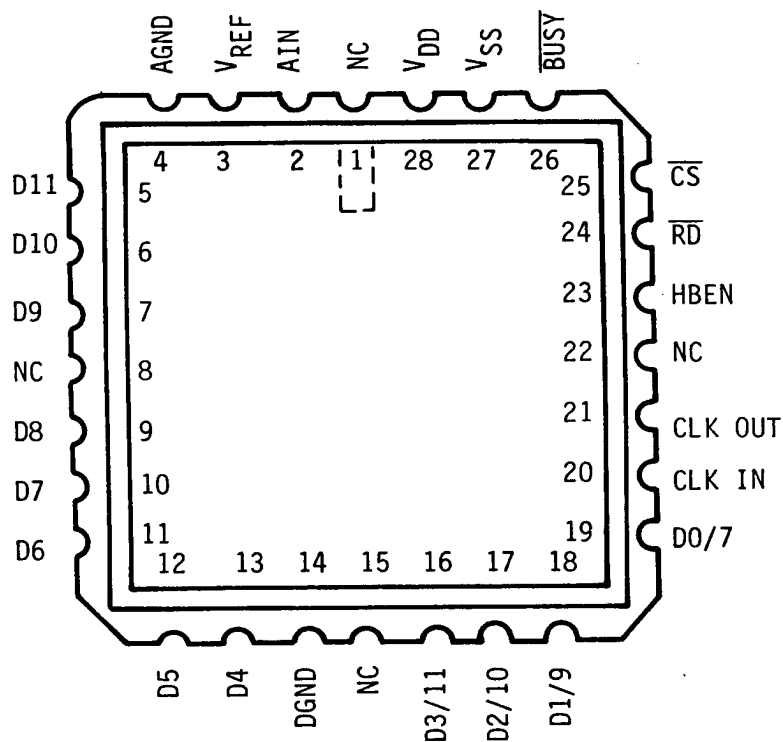 AGND VREF AIN NC VDD VSS B̅U̅S̅Y̅
4 3 2 1 28 27 26
D11 5 25 C̅S̅
D10 6 24 R̅D̅
D9 7 23 HBEN
NC 8 22 NC
D8 9 21 CLK OUT
D7 10 20 CLK IN
D6 11 19 D0/7
12 13 14 15 16 17 18
D5 D4 DGND NC D3/11 D2/10 D1/9